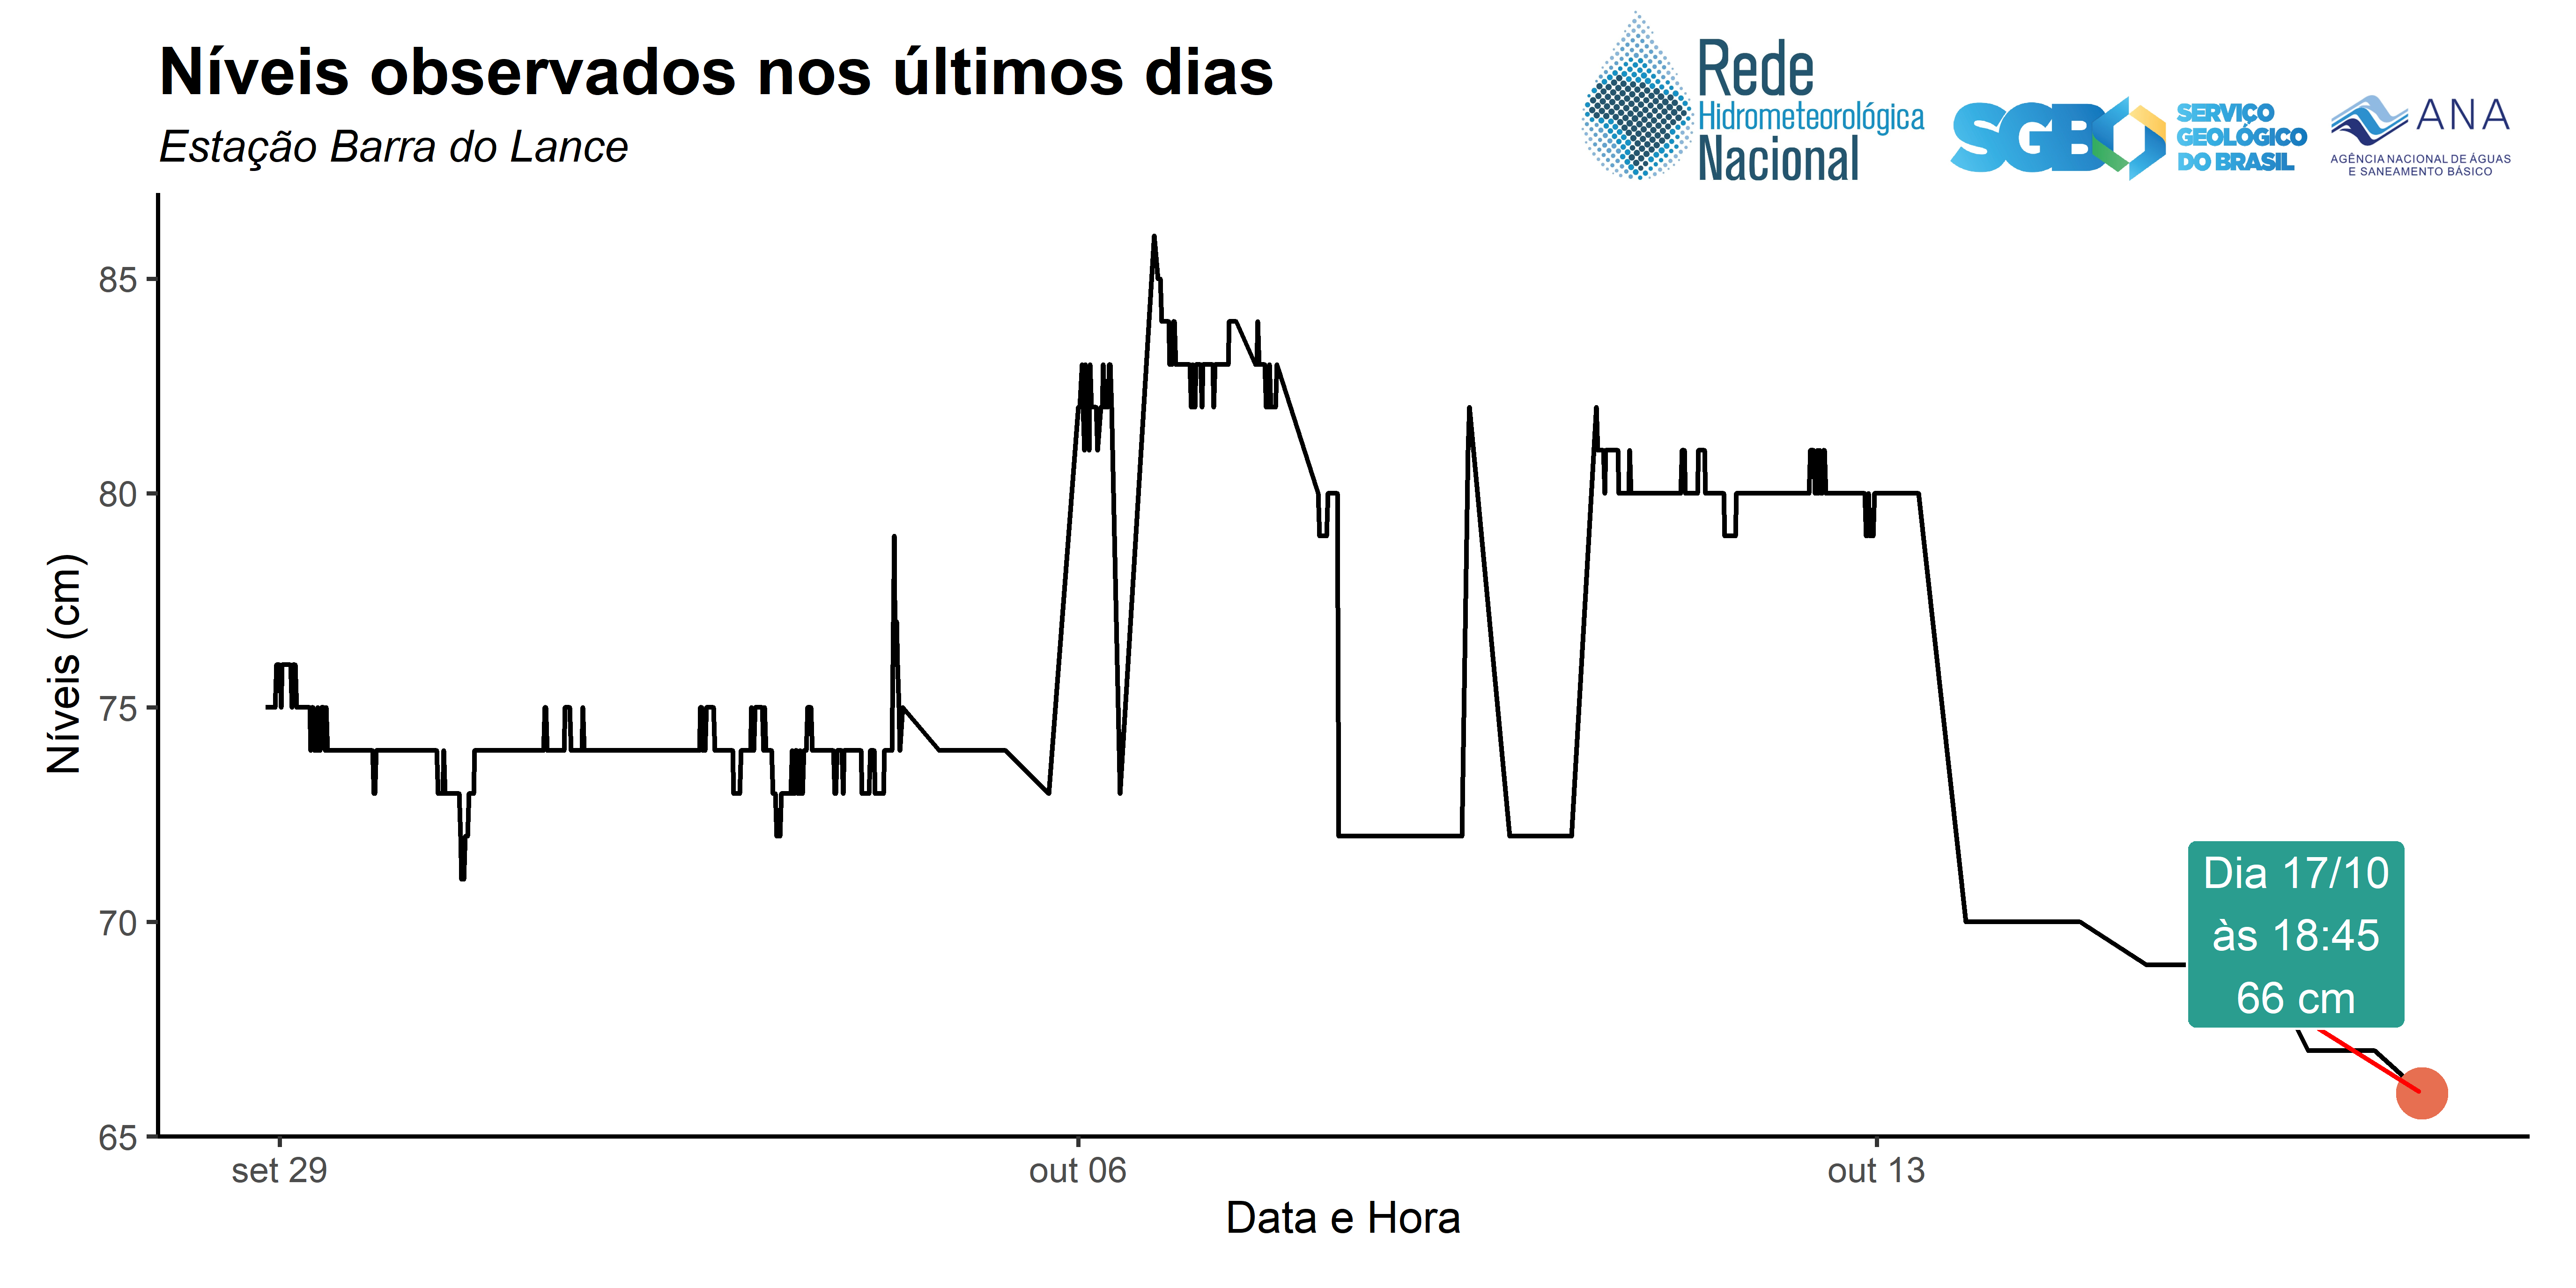 Níveis observados nos últimos dias
Estação Barra do Lance
Rede
Hidrometeorológica
Nacional
SGB
SERVIÇO
GEOLÓGICO
DO BRASIL
ANA
AGÊNCIA NACIONAL DE ÁGUAS
E SANEAMENTO BÁSICO
Níveis (cm)
85
80
75
70
65
Dia 17/10
às 18:45
66 cm
set 29
out 06
out 13
Data e Hora